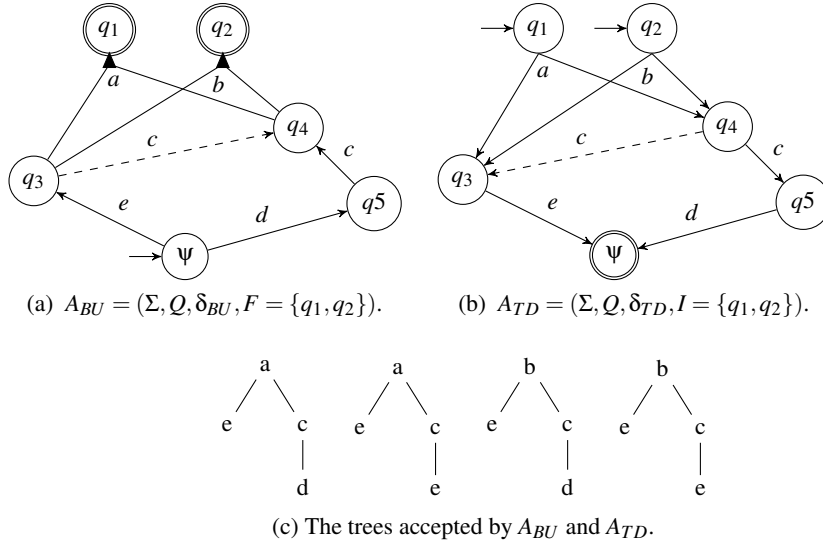 q1 q2 q1 q2
a b a b
c q4 c q4
q3 c q3 c
q5 q5
e d e d
ψ ψ
(a) A_BU = (Σ, Q, δ_BU, F = {q1, q2}). (b) A_TD = (Σ, Q, δ_TD, I = {q1, q2}).
a a b b
e c e c e c e c
d e d e
(c) The trees accepted by A_BU and A_TD.